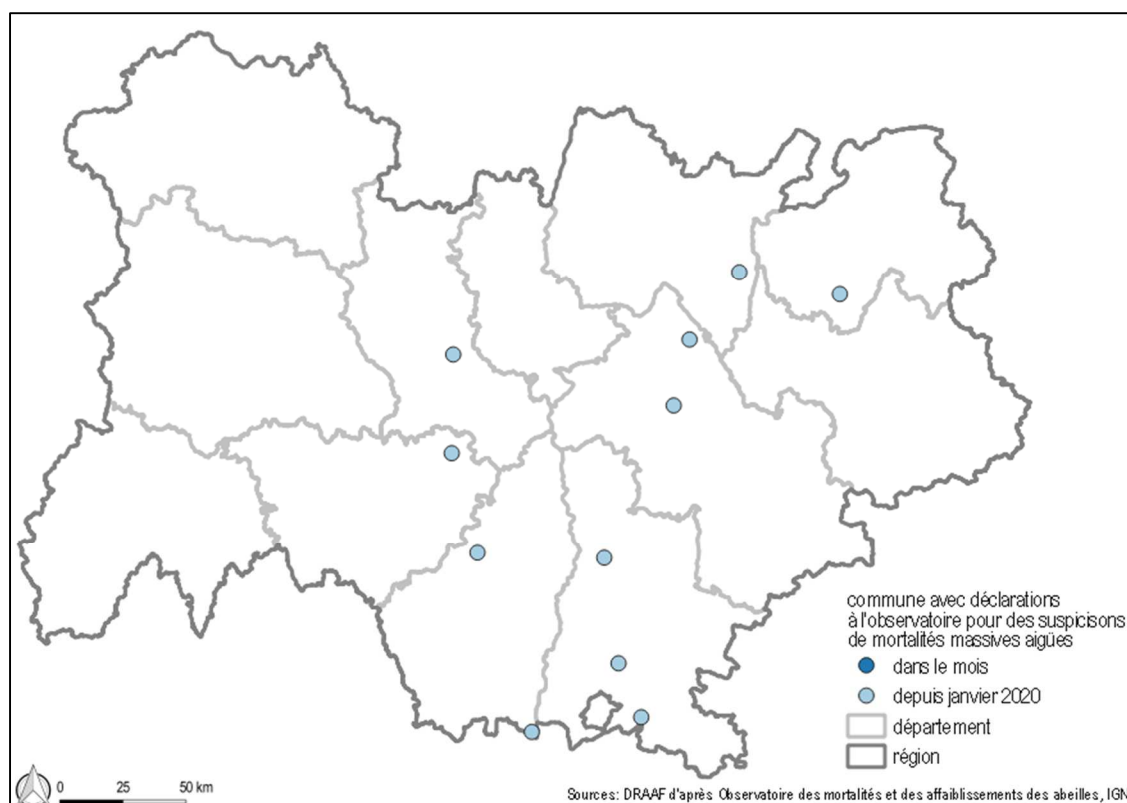 commune avec déclarations
à l'observatoire pour des suspicisons
de mortalités massives aigües
dans le mois
depuis janvier 2020
département
région
0 25 50 km
Sources: DRAAF d'après Observatoire des mortalités et des affaiblissements des abeilles, IGN